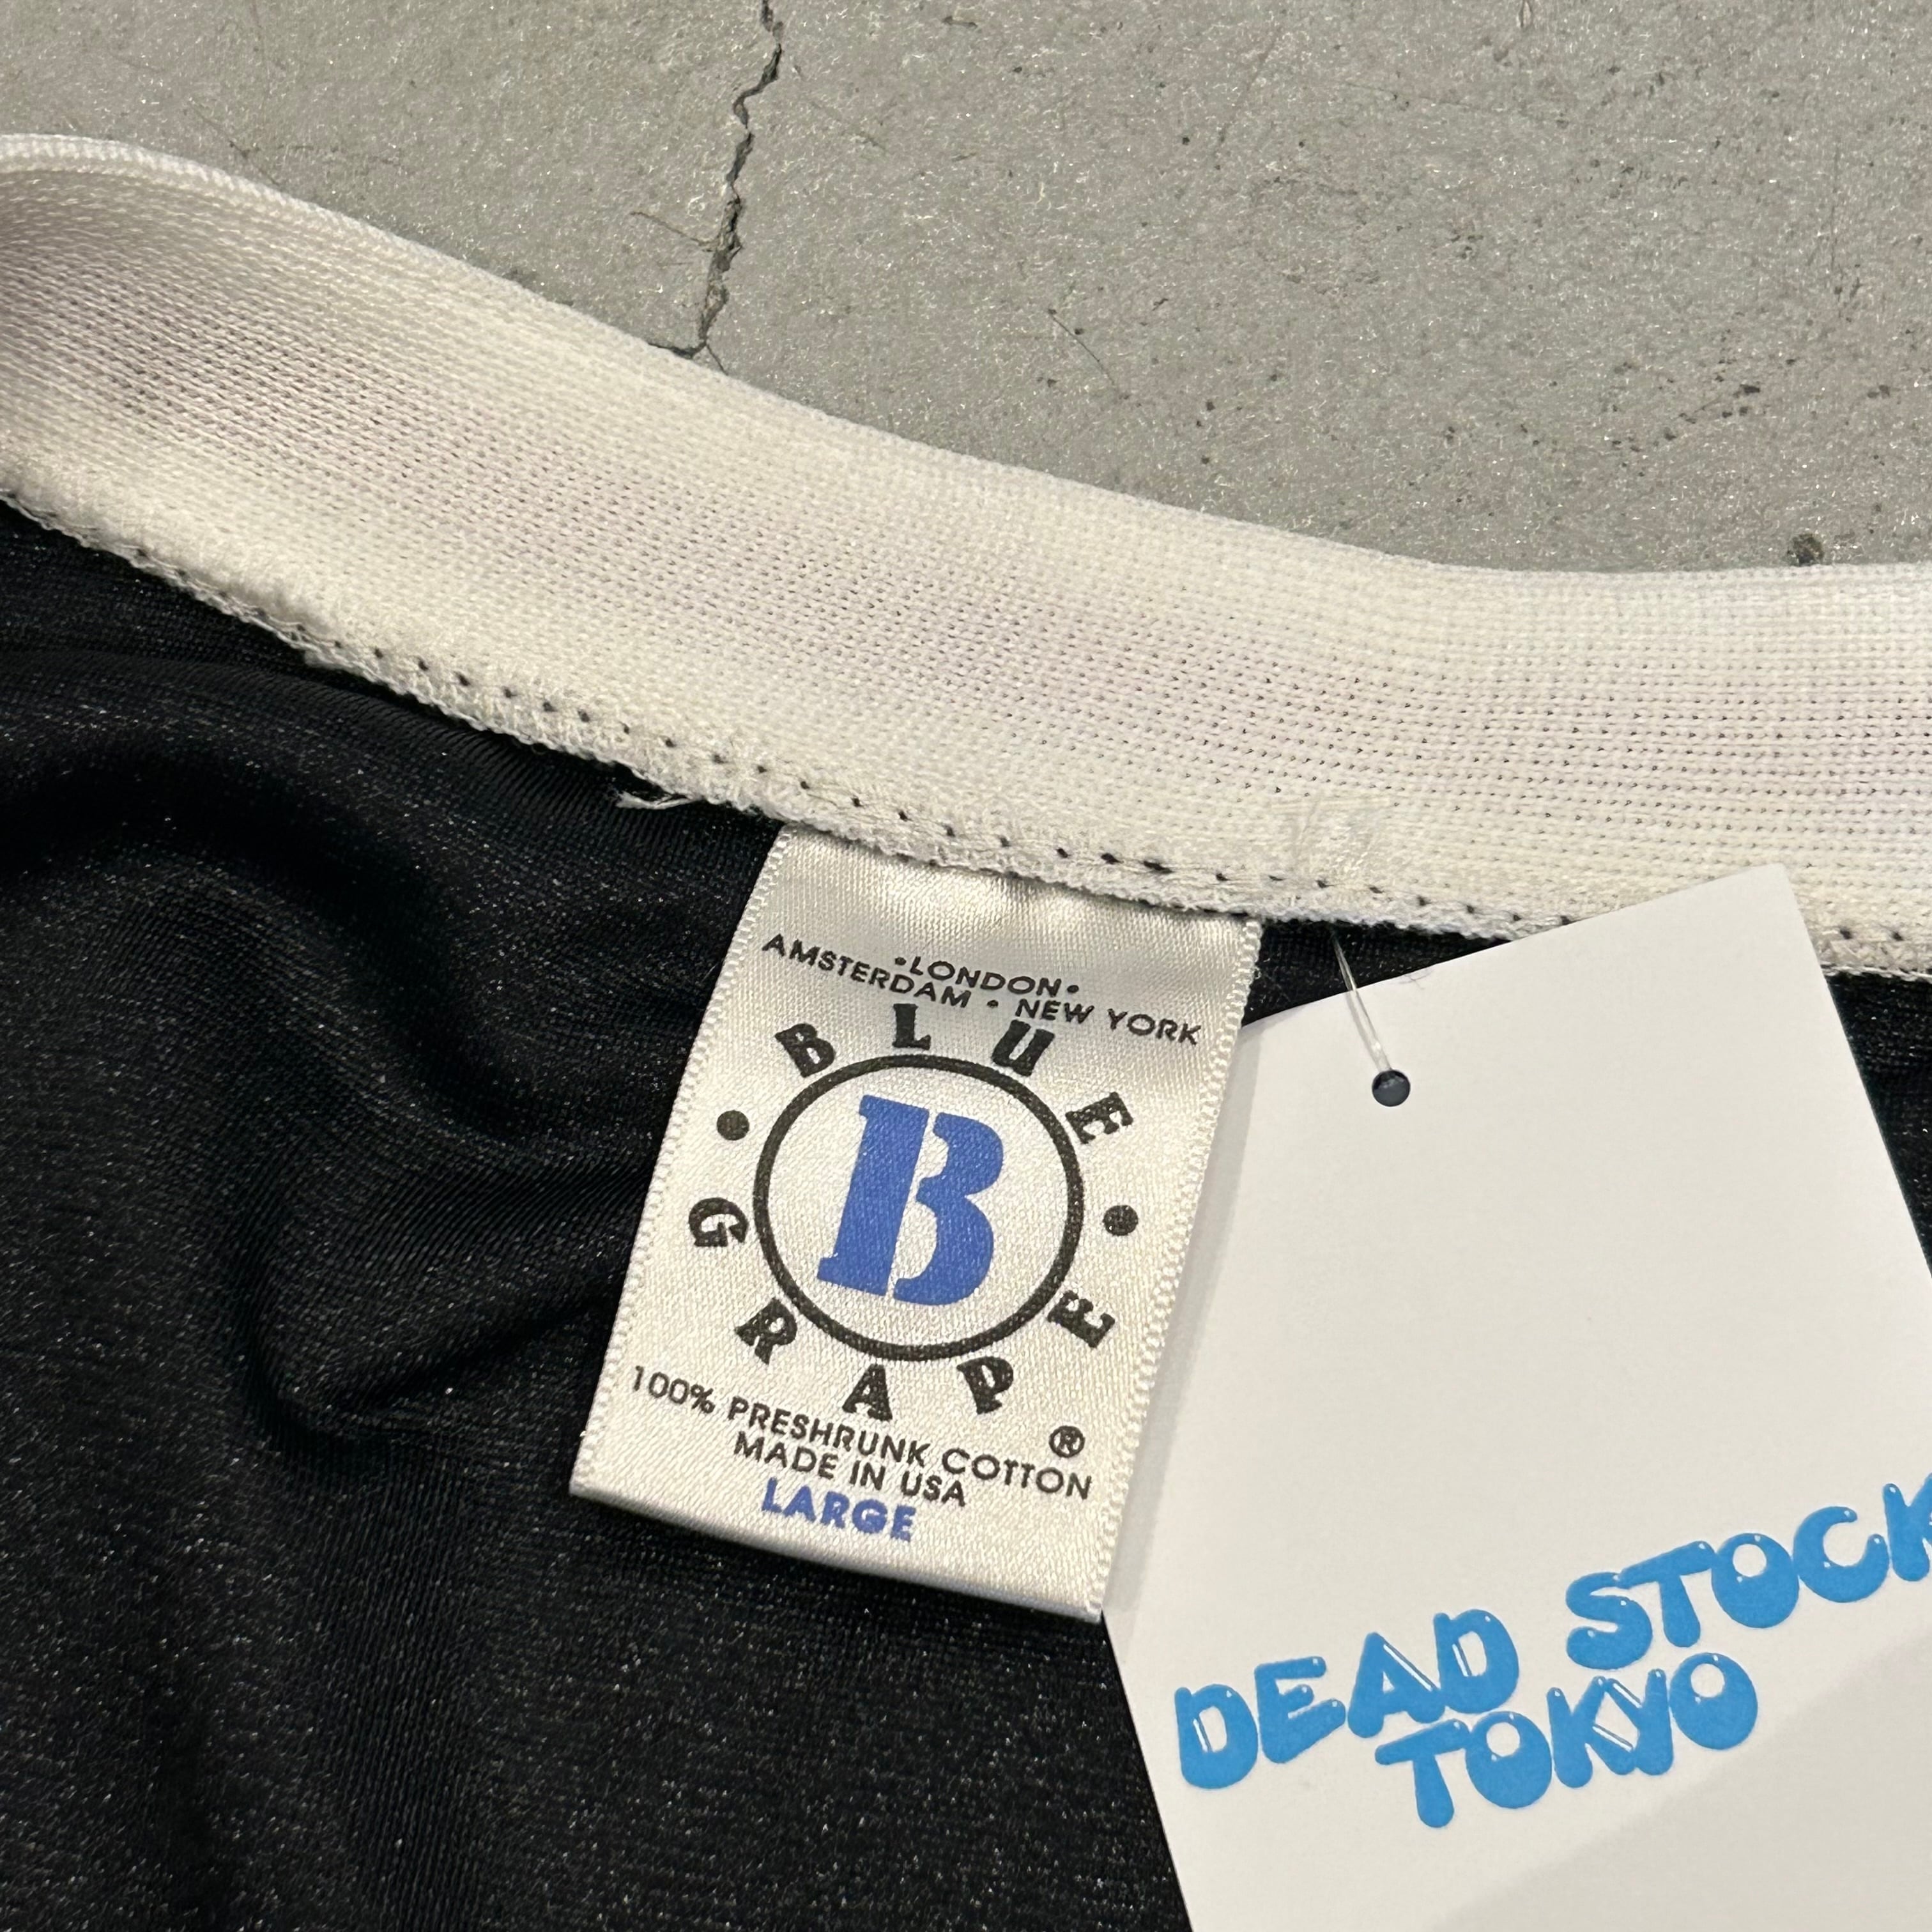 •LONDON•
AMSTERDAM • NEW YORK
BLUE
B
• GRAPE •
®
100% PRESHRUNK COTTON
MADE IN USA
LARGE
DEAD STOCK
TOKYO